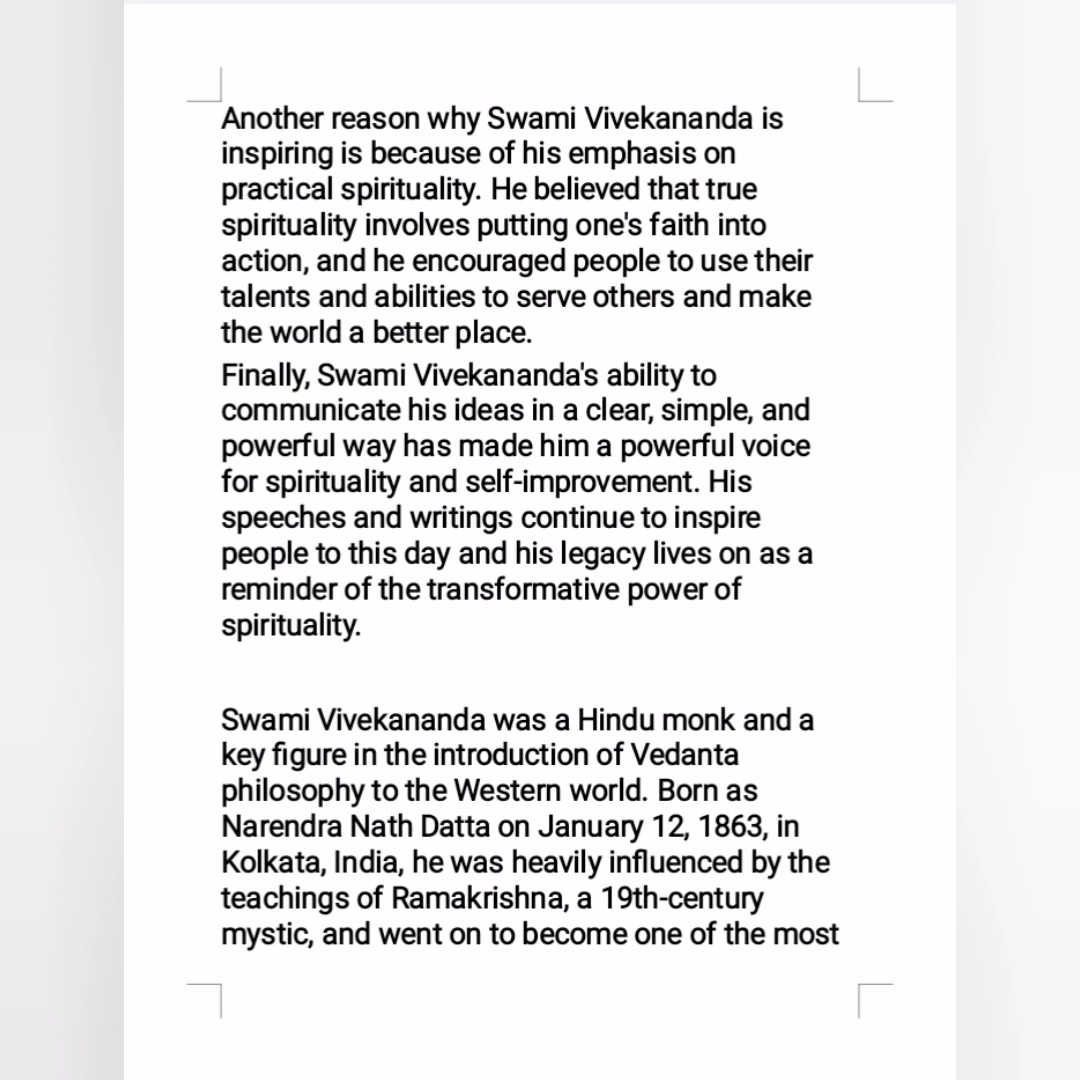 Another reason why Swami Vivekananda is
inspiring is because of his emphasis on
practical spirituality. He believed that true
spirituality involves putting one's faith into
action, and he encouraged people to use their
talents and abilities to serve others and make
the world a better place.
Finally, Swami Vivekananda's ability to
communicate his ideas in a clear, simple, and
powerful way has made him a powerful voice
for spirituality and self-improvement. His
speeches and writings continue to inspire
people to this day and his legacy lives on as a
reminder of the transformative power of
spirituality.
Swami Vivekananda was a Hindu monk and a
key figure in the introduction of Vedanta
philosophy to the Western world. Born as
Narendra Nath Datta on January 12, 1863, in
Kolkata, India, he was heavily influenced by the
teachings of Ramakrishna, a 19th-century
mystic, and went on to become one of the most